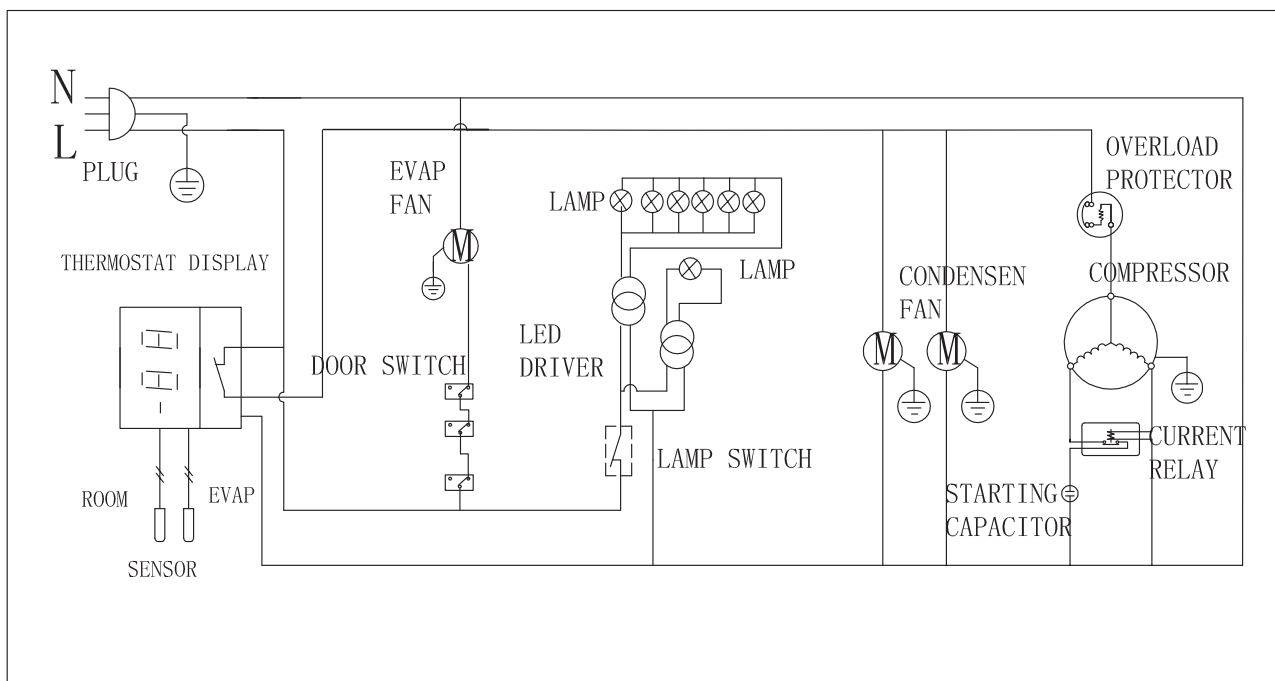 N
L
PLUG
EVAP
FAN
M
THERMOSTAT DISPLAY
DOOR SWITCH
ROOM
EVAP
SENSOR
LAMP
LAMP
LED
DRIVER
LAMP SWITCH
CONDENSEN
FAN
M
M
OVERLOAD
PROTECTOR
COMPRESSOR
CURRENT
RELAY
STARTING
CAPACITOR